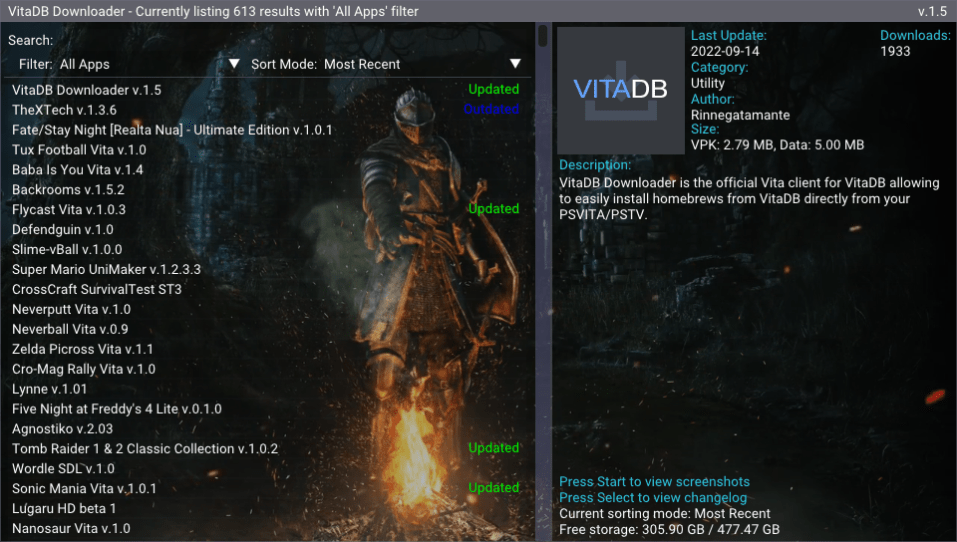 VitaDB Downloader - Currently listing 613 results with 'All Apps' filter
v.1.5
Search:
Filter: All Apps
Sort Mode: Most Recent
VitaDB Downloader v.1.5 Updated
TheXTech v.1.3.6 Outdated
Fate/Stay Night [Realta Nua] - Ultimate Edition v.1.0.1
Tux Football Vita v.1.0
Baba Is You Vita v.1.4
Backrooms v.1.5.2
Flycast Vita v.1.0.3 Updated
Defendguin v.1.0
Slime-vBall v.1.0.0
Super Mario UniMaker v.1.2.3.3
CrossCraft SurvivalTest ST3
Neverputt Vita v.1.0
Neverball Vita v.0.9
Zelda Picross Vita v.1.1
Cro-Mag Rally Vita v.1.0
Lynne v.1.01
Five Night at Freddy's 4 Lite v.0.1.0
Agnostiko v.2.03
Tomb Raider 1 & 2 Classic Collection v.1.0.2 Updated
Wordle SDL v.1.0
Sonic Mania Vita v.1.0.1 Updated
Lugaru HD beta 1
Nanosaur Vita v.1.0
VITADB
Last Update:
2022-09-14
Downloads:
1933
Category:
Utility
Author:
Rinnegatamante
Size:
VPK: 2.79 MB, Data: 5.00 MB
Description:
VitaDB Downloader is the official Vita client for VitaDB allowing
to easily install homebrews from VitaDB directly from your
PSVITA/PSTV.
Press Start to view screenshots
Press Select to view changelog
Current sorting mode: Most Recent
Free storage: 305.90 GB / 477.47 GB